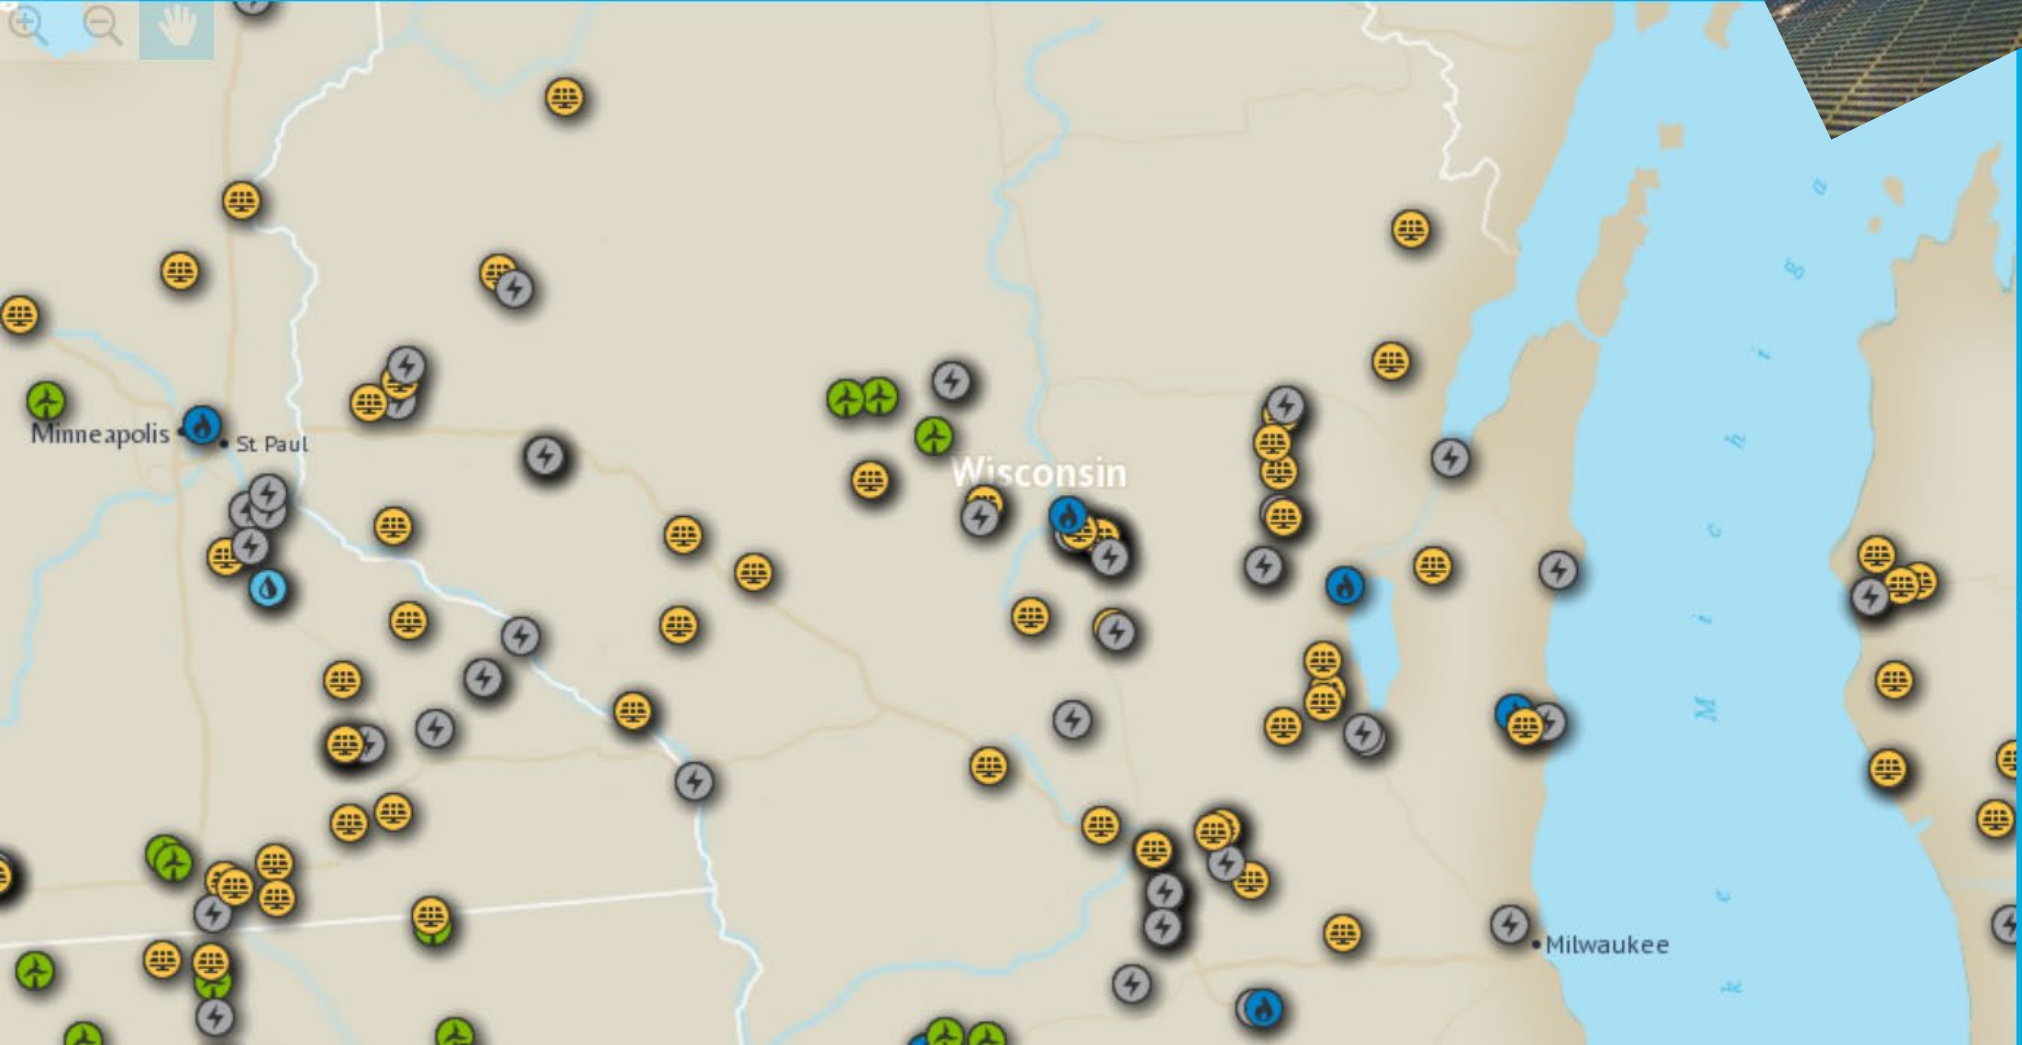 Minneapolis
St Paul
Wisconsin
Milwaukee
k e M i c h i g a